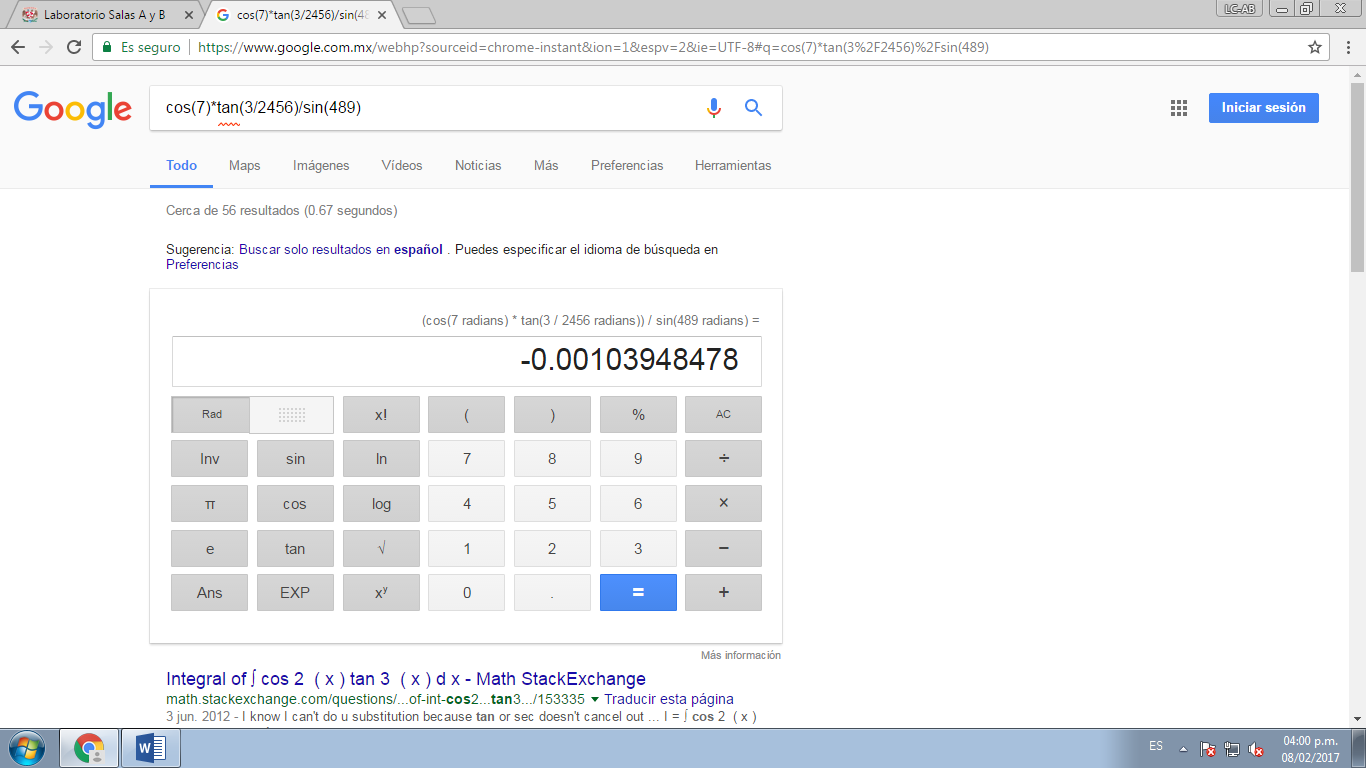 Laboratorio Salas A y B
cos(7)*tan(3/2456)/sin(48
LC-AB
Es seguro
https://www.google.com.mx/webhp?sourceid=chrome-instant&ion=1&espv=2&ie=UTF-8#q=cos(7)*tan(3%2F2456)%2Fsin(489)
Google
cos(7)*tan(3/2456)/sin(489)
Iniciar sesión
Todo Maps Imágenes Vídeos Noticias Más Preferencias Herramientas
Cerca de 56 resultados (0.67 segundos)
Sugerencia: Buscar solo resultados en español . Puedes especificar el idioma de búsqueda en
Preferencias
(cos(7 radians) * tan(3 / 2456 radians)) / sin(489 radians) =
-0.00103948478
Rad x! ( ) % AC
Inv sin ln 7 8 9 ÷
π cos log 4 5 6 ×
e tan √ 1 2 3 −
Ans EXP xʸ 0 . = +
Más información
Integral of ∫ cos 2 ( x ) tan 3 ( x ) d x - Math StackExchange
math.stackexchange.com/questions/...of-int-cos2...tan3.../153335 Traducir esta página
3 jun. 2012 - I know I can't do u substitution because tan or sec doesn't cancel out ... I = ∫ cos 2 ( x )
ES
04:00 p.m.
08/02/2017